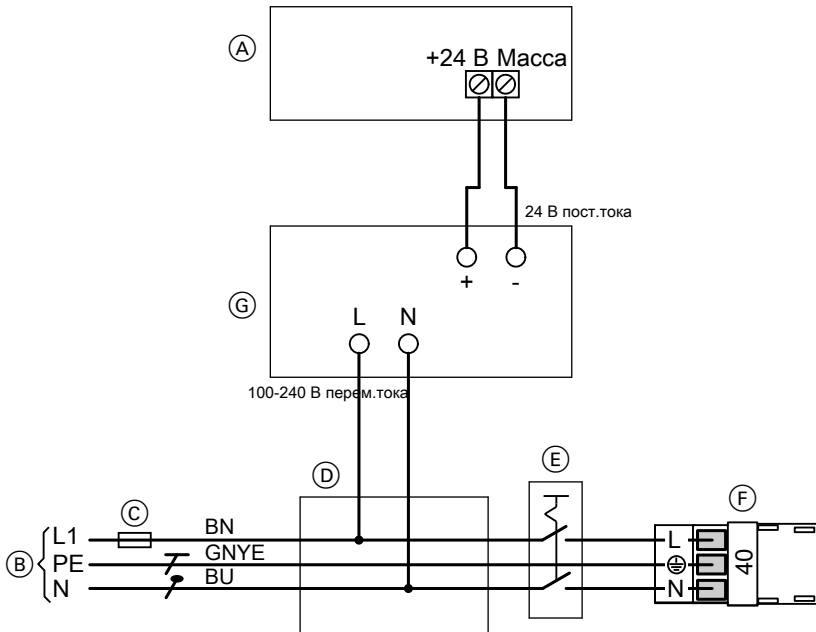 A
+24 В Масса
24 В пост.тока
+ -
G
L N
100-240 В перем.тока
D
E
F
C
B
L1 BN L
PE GNYE
N BU N
40